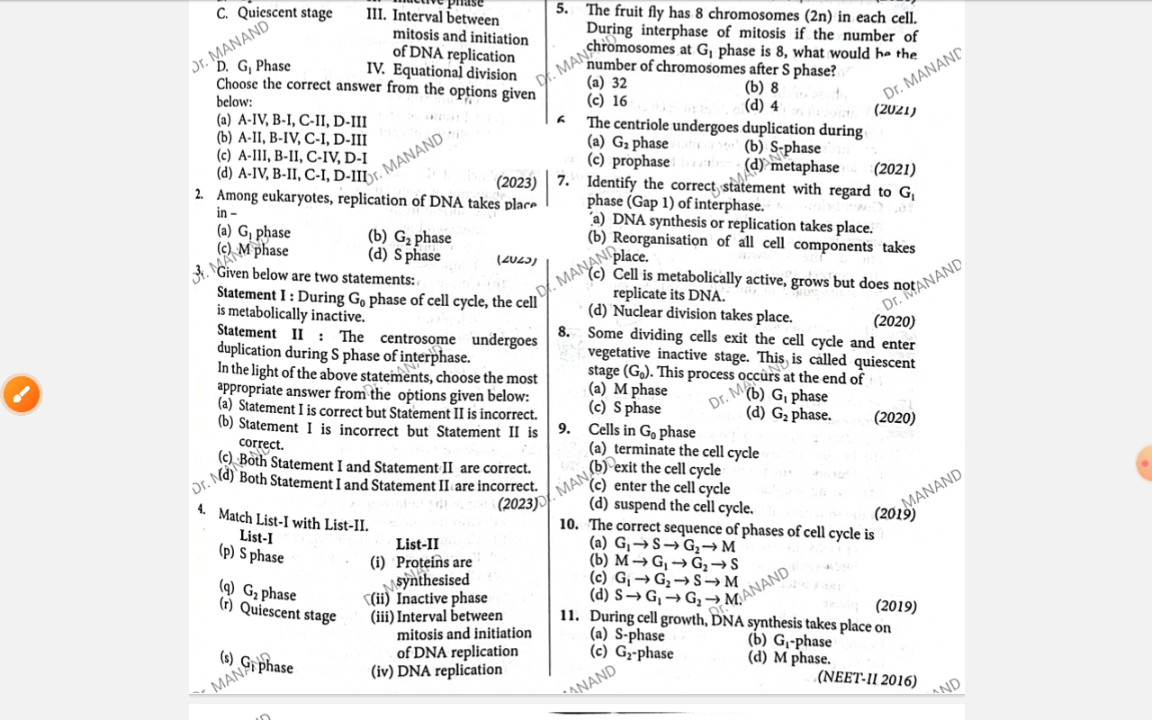 C. Quiescent stage III. Interval between
mitosis and initiation
of DNA replication
D. G₁ Phase IV. Equational division
Choose the correct answer from the options given
below:
(a) A-IV, B-I, C-II, D-III
(b) A-II, B-IV, C-I, D-III
(c) A-III, B-II, C-IV, D-I
(d) A-IV, B-II, C-I, D-III
(2023)
2. Among eukaryotes, replication of DNA takes place
in –
(a) G₁ phase (b) G₂ phase
(c) M phase (d) S phase
(2023)
3. Given below are two statements:
Statement I : During G₀ phase of cell cycle, the cell
is metabolically inactive.
Statement II : The centrosome undergoes
duplication during S phase of interphase.
In the light of the above statements, choose the most
appropriate answer from the options given below:
(a) Statement I is correct but Statement II is incorrect.
(b) Statement I is incorrect but Statement II is
correct.
(c) Both Statement I and Statement II are correct.
(d) Both Statement I and Statement II are incorrect.
(2023)
4. Match List-I with List-II.
List-I List-II
(p) S phase (i) Proteins are
synthesised
(q) G₂ phase (ii) Inactive phase
(r) Quiescent stage (iii) Interval between
mitosis and initiation
of DNA replication
(s) G₁ phase (iv) DNA replication
5. The fruit fly has 8 chromosomes (2n) in each cell.
During interphase of mitosis if the number of
chromosomes at G₁ phase is 8, what would be the
number of chromosomes after S phase?
(a) 32 (b) 8
(c) 16 (d) 4
(2021)
6 The centriole undergoes duplication during
(a) G₂ phase (b) S-phase
(c) prophase (d) metaphase (2021)
7. Identify the correct statement with regard to G₁
phase (Gap 1) of interphase.
(a) DNA synthesis or replication takes place.
(b) Reorganisation of all cell components takes
place.
(c) Cell is metabolically active, grows but does not
replicate its DNA.
(d) Nuclear division takes place.
(2020)
8. Some dividing cells exit the cell cycle and enter
vegetative inactive stage. This is called quiescent
stage (G₀). This process occurs at the end of
(a) M phase (b) G₁ phase
(c) S phase (d) G₂ phase. (2020)
9. Cells in G₀ phase
(a) terminate the cell cycle
(b) exit the cell cycle
(c) enter the cell cycle
(d) suspend the cell cycle. (2019)
10. The correct sequence of phases of cell cycle is
(a) G₁ → S → G₂ → M
(b) M → G₁ → G₂ → S
(c) G₁ → G₂ → S → M
(d) S → G₁ → G₂ → M.
(2019)
11. During cell growth, DNA synthesis takes place on
(a) S-phase (b) G₁-phase
(c) G₂-phase (d) M phase.
(NEET-II 2016)
Dr. MANAND
Dr. MANAND
Dr. MANAND
Dr. MANAND
Dr. MANAND
Dr. MANAND